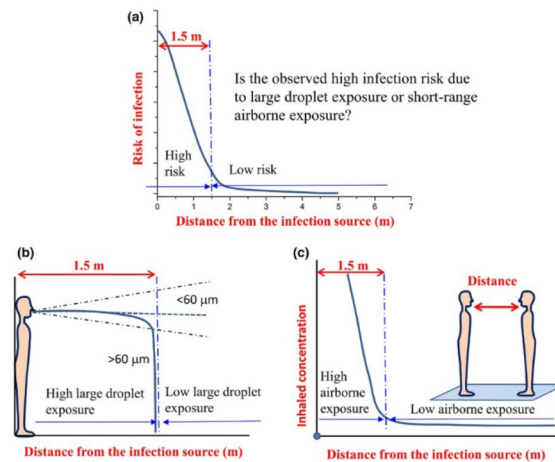 (a)
1.5 m
Is the observed high infection risk due
to large droplet exposure or short-range
airborne exposure?
Risk of infection
High
risk
Low risk
0 1 2 3 4 5 6 7
Distance from the infection source (m)
(b)
1.5 m
<60 μm
>60 μm
High large droplet
exposure
Low large droplet
exposure
Distance from the infection source (m)
(c)
1.5 m
Distance
Inhaled concentration
High
airborne
exposure
Low airborne exposure
Distance from the infection source (m)